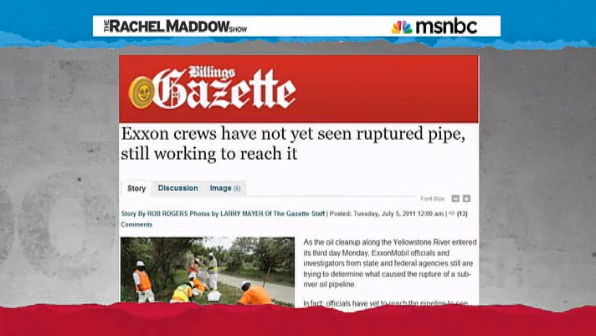 THE RACHEL MADDOW SHOW
msnbc
Billings
Gazette
Exxon crews have not yet seen ruptured pipe,
still working to reach it
Story Discussion Image (5)
Font Size:
Story By ROB ROGERS Photos by LARRY MAYER Of The Gazette Staff | Posted: Tuesday, July 5, 2011 12:00 am | (13)
Comments
As the oil cleanup along the Yellowstone River entered
its third day Monday, ExxonMobil officials and
investigators from state and federal agencies still are
trying to determine what caused the rupture of a sub-
river oil pipeline.
In fact, officials have yet to reach the pipeline to see